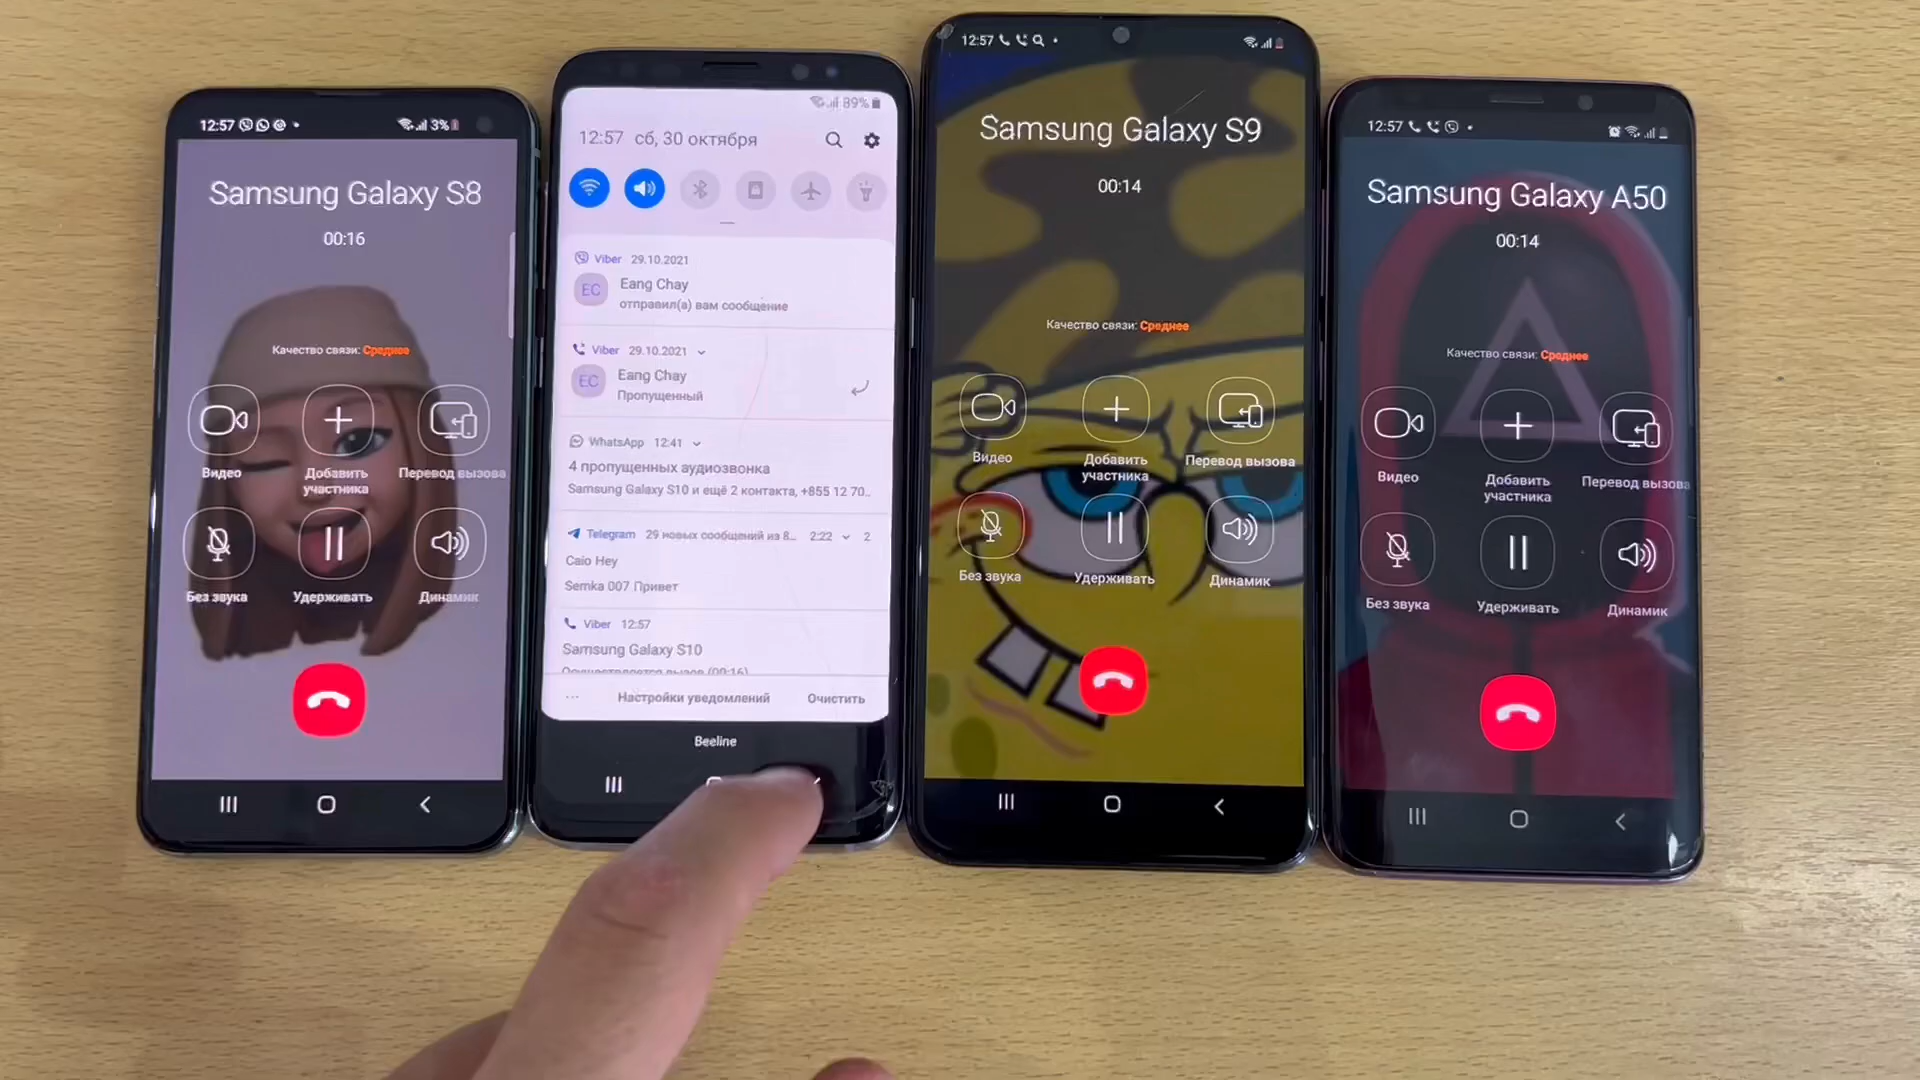 12:57
3%
Samsung Galaxy S8
00:16
Качество связи: Среднее
Видео
Добавить участника
Перевод вызова
Без звука
Удерживать
Динамик
89%
12:57 сб, 30 октября
Viber 29.10.2021
EC
Eang Chay
отправил(а) вам сообщение
Viber 29.10.2021
EC
Eang Chay
Пропущенный
WhatsApp 12:41
4 пропущенных аудиозвонка
Samsung Galaxy S10 и ещё 2 контакта, +855 12 70..
Telegram 29 новых сообщений из 8... 2:22 2
Caio Hey
Semka 007 Привет
Viber 12:57
Samsung Galaxy S10
Осуществляется вызов (00:16)
Настройки уведомлений Очистить
Beeline
12:57
Samsung Galaxy S9
00:14
Качество связи: Среднее
Видео
Добавить участника
Перевод вызова
Без звука
Удерживать
Динамик
12:57
Samsung Galaxy A50
00:14
Качество связи: Среднее
Видео
Добавить участника
Перевод вызова
Без звука
Удерживать
Динамик